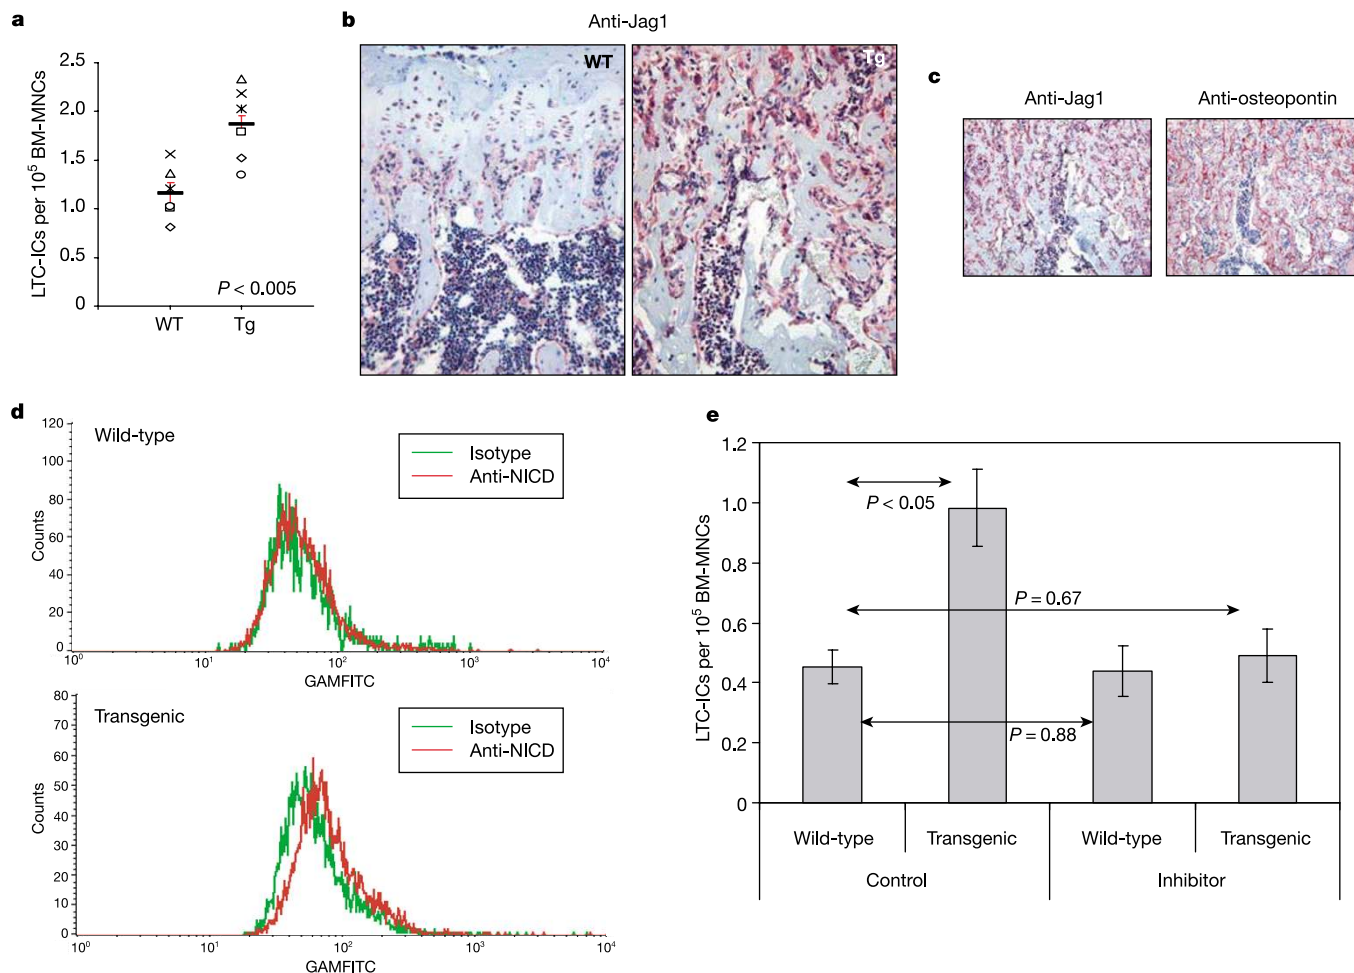 a
LTC-ICs per 10⁵ BM-MNCs
2.5
2.0
1.5
1.0
0.5
0
P < 0.005
WT
Tg
b
Anti-Jag1
WT
Tg
c
Anti-Jag1
Anti-osteopontin
d
Wild-type
Isotype
Anti-NICD
Counts
120
100
80
60
40
20
0
10⁰ 10¹ 10² 10³ 10⁴
GAMFITC
Transgenic
Isotype
Anti-NICD
Counts
80
70
60
50
40
30
20
10
0
10⁰ 10¹ 10² 10³ 10⁴
GAMFITC
e
LTC-ICs per 10⁵ BM-MNCs
1.2
1.0
0.8
0.6
0.4
0.2
0
P < 0.05
P = 0.67
P = 0.88
Wild-type Transgenic Wild-type Transgenic
Control Inhibitor